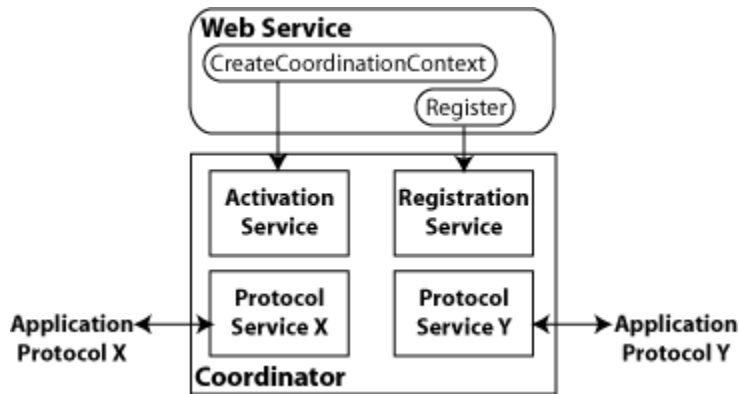 Web Service
CreateCoordinationContext
Register
Activation
Service
Registration
Service
Protocol
Service X
Protocol
Service Y
Application
Protocol X
Application
Protocol Y
Coordinator